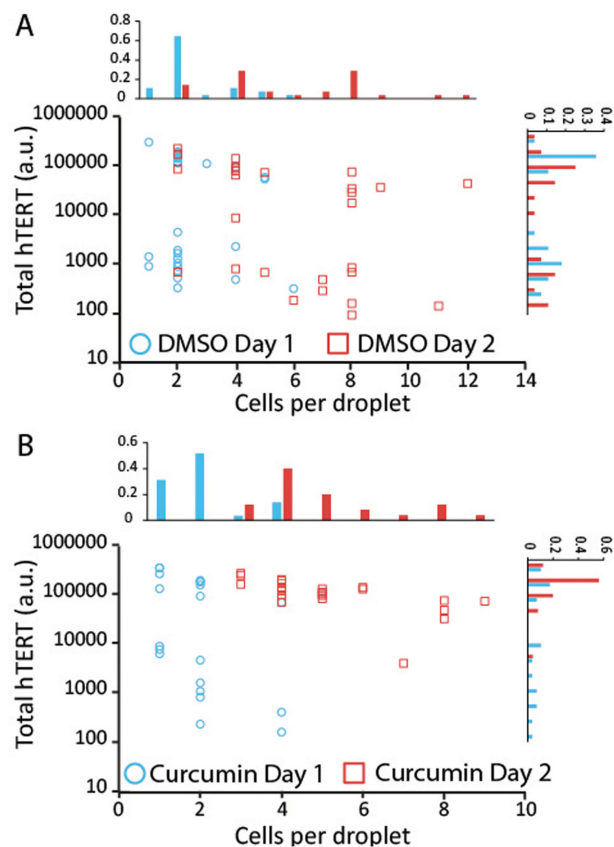 A
0.8
0.4
0
1000000
100000
10000
1000
100
10
Total hTERT (a.u.)
0
0.1
0.2
0.3
0.4
DMSO Day 1
DMSO Day 2
0 2 4 6 8 10 12 14
Cells per droplet
B
0.6
0.4
0.2
0
1000000
100000
10000
1000
100
10
Total hTERT (a.u.)
0
0.2
0.4
0.6
Curcumin Day 1
Curcumin Day 2
0 2 4 6 8 10
Cells per droplet